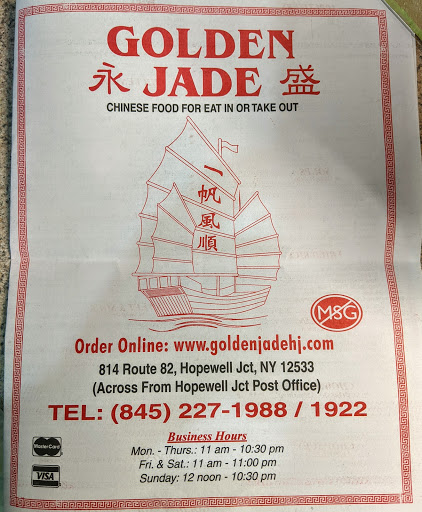 GOLDEN
永 JADE 盛
CHINESE FOOD FOR EAT IN OR TAKE OUT
一
帆
風
順
MSG
Order Online: www.goldenjadehj.com
814 Route 82, Hopewell Jct, NY 12533
(Across From Hopewell Jct Post Office)
TEL: (845) 227-1988 / 1922
Business Hours
MasterCard
Mon. - Thurs.: 11 am - 10:30 pm
Fri. & Sat.: 11 am - 11:00 pm
VISA
Sunday: 12 noon - 10:30 pm